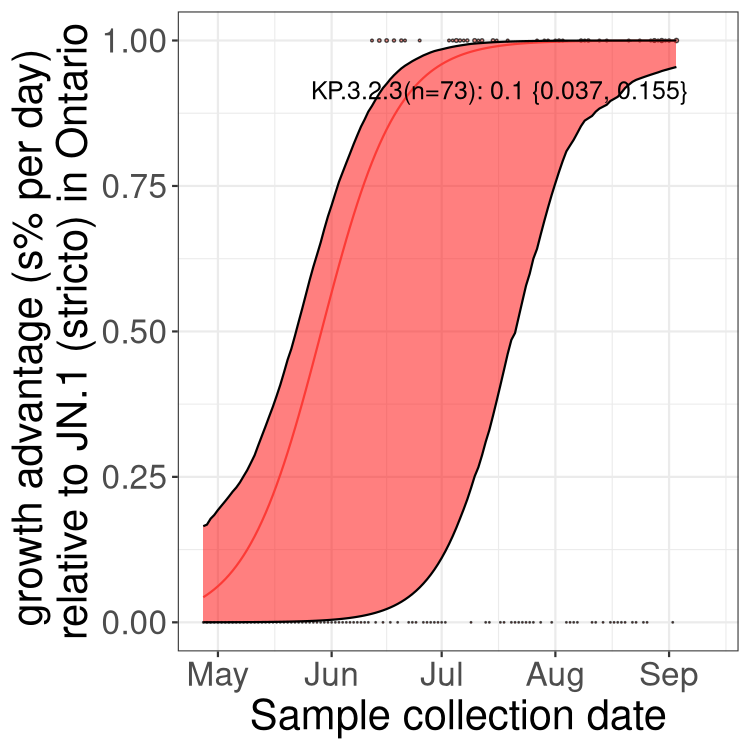 growth advantage (s% per day)
relative to JN.1 (stricto) in Ontario
1.00
0.75
0.50
0.25
0.00
KP.3.2.3(n=73): 0.1 {0.037, 0.155}
May Jun Jul Aug Sep
Sample collection date